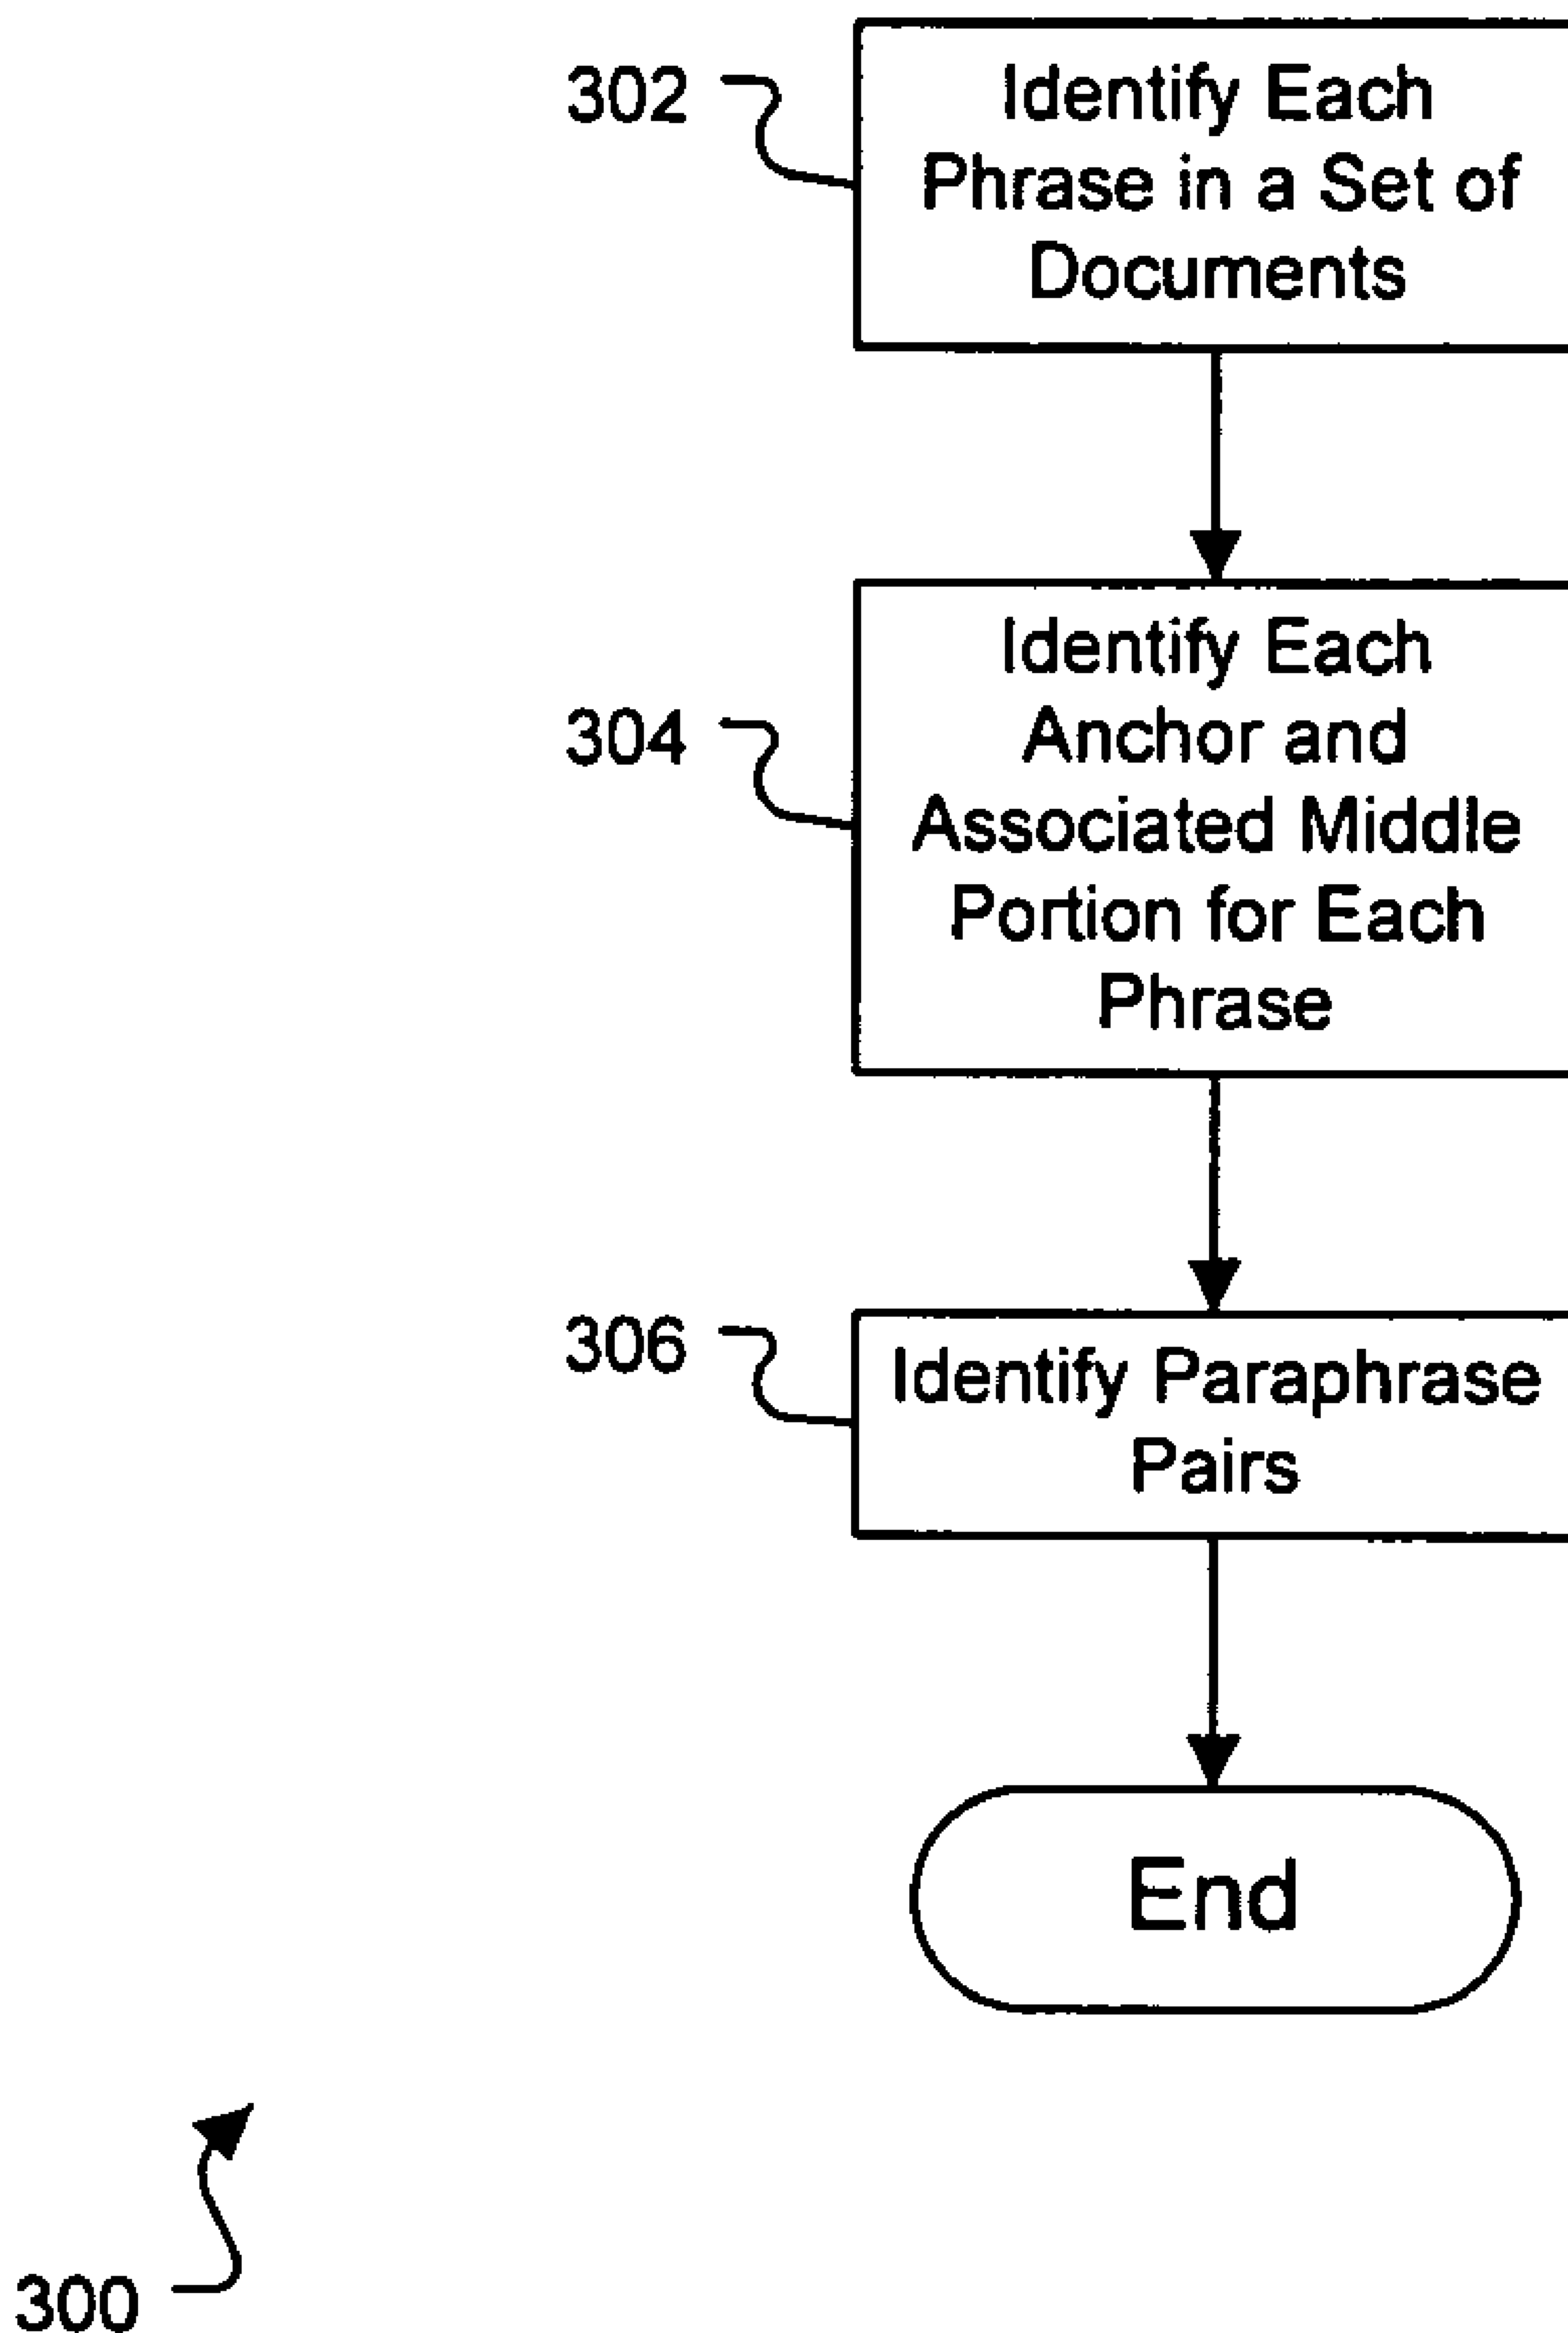 302
Identify Each
Phrase in a Set of
Documents
304
Identify Each
Anchor and
Associated Middle
Portion for Each
Phrase
306
Identify Paraphrase
Pairs
End
300